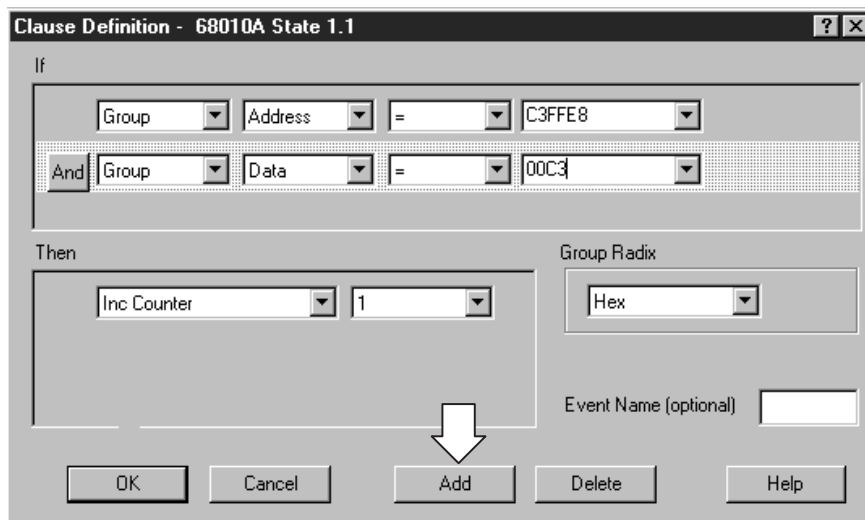 Clause Definition - 68010A State 1.1 ? X
If
Group Address = C3FFE8
And Group Data = 00C3
Then
Group Radix
Inc Counter 1
Hex
Event Name (optional)
OK Cancel Add Delete Help